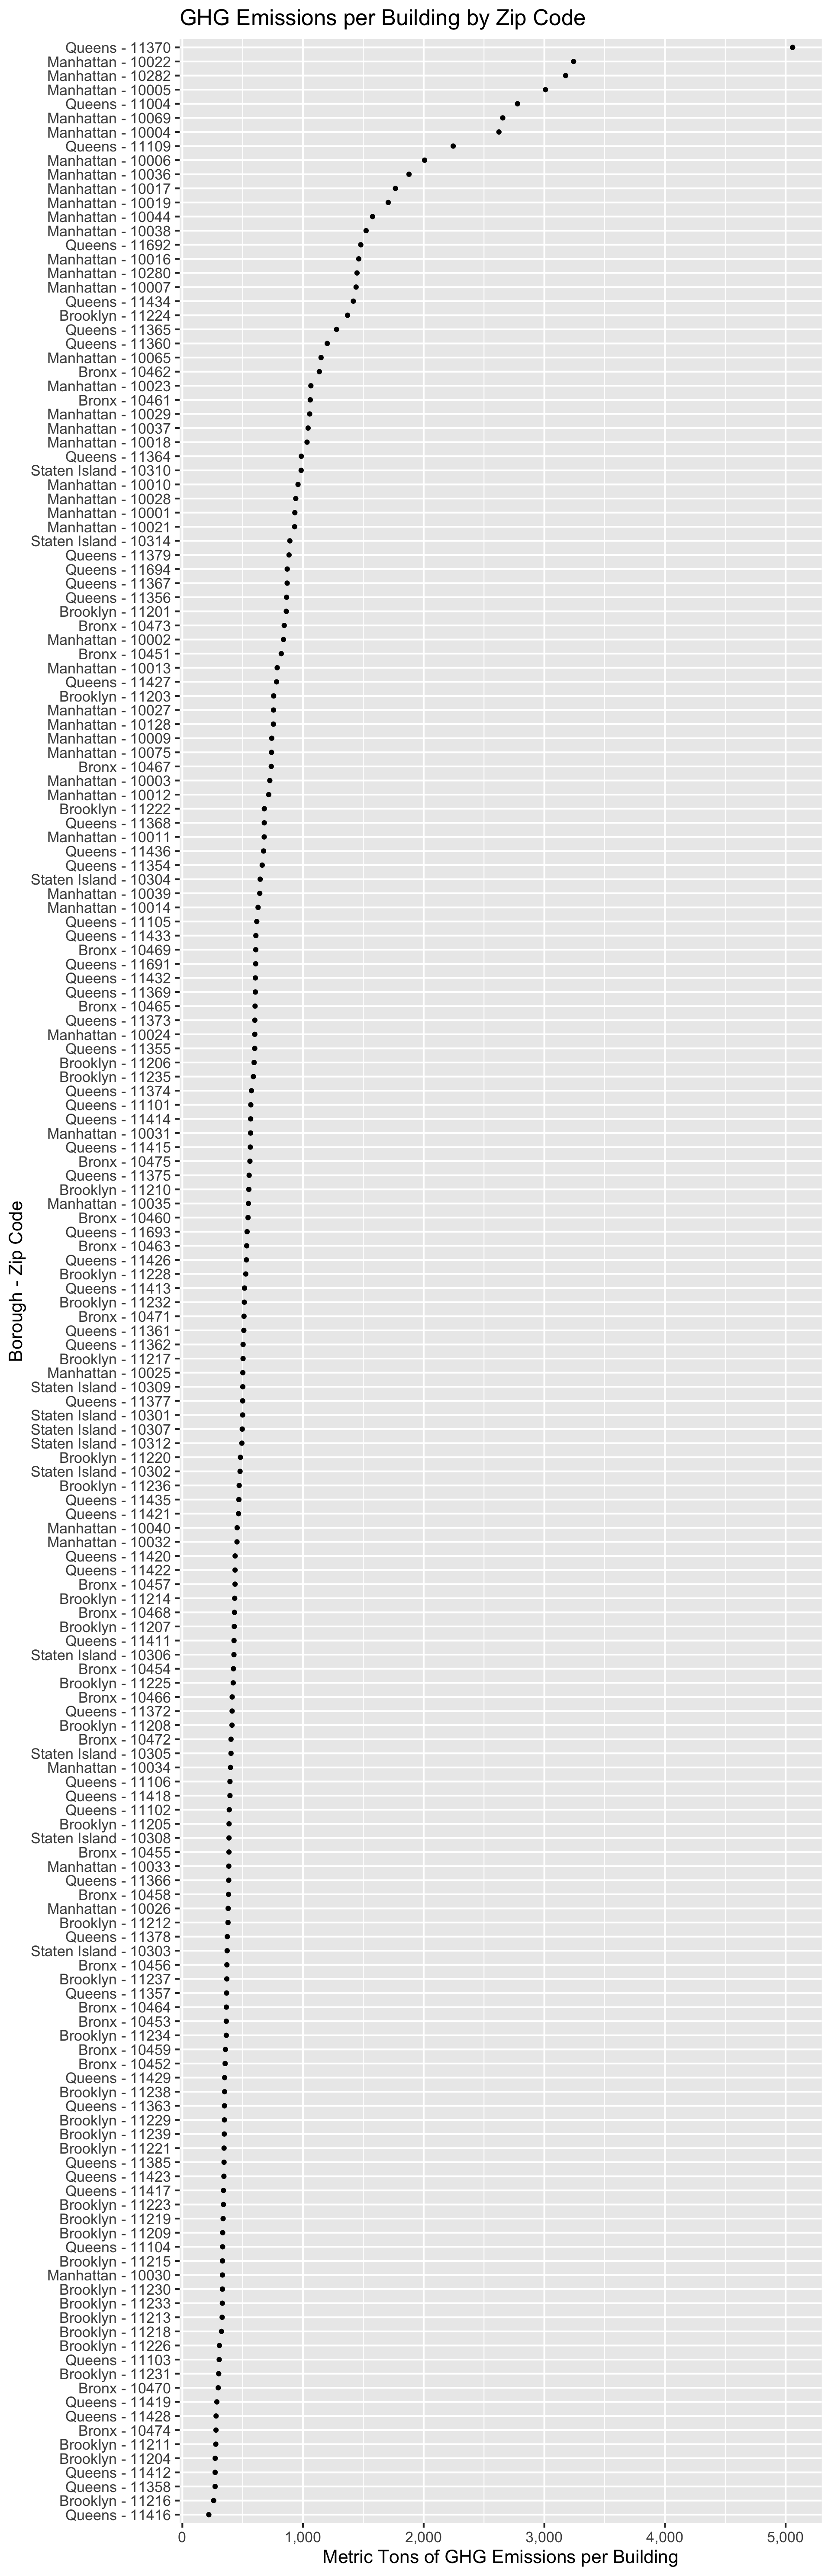 GHG Emissions per Building by Zip Code
Queens - 11370
Manhattan - 10022
Manhattan - 10282
Manhattan - 10005
Queens - 11004
Manhattan - 10069
Manhattan - 10004
Queens - 11109
Manhattan - 10006
Manhattan - 10036
Manhattan - 10017
Manhattan - 10019
Manhattan - 10044
Manhattan - 10038
Queens - 11692
Manhattan - 10016
Manhattan - 10280
Manhattan - 10007
Queens - 11434
Brooklyn - 11224
Queens - 11365
Queens - 11360
Manhattan - 10065
Bronx - 10462
Manhattan - 10023
Bronx - 10461
Manhattan - 10029
Manhattan - 10037
Manhattan - 10018
Queens - 11364
Staten Island - 10310
Manhattan - 10010
Manhattan - 10028
Manhattan - 10001
Manhattan - 10021
Staten Island - 10314
Queens - 11379
Queens - 11694
Queens - 11367
Queens - 11356
Brooklyn - 11201
Bronx - 10473
Manhattan - 10002
Bronx - 10451
Manhattan - 10013
Queens - 11427
Brooklyn - 11203
Manhattan - 10027
Manhattan - 10128
Manhattan - 10009
Manhattan - 10075
Bronx - 10467
Manhattan - 10003
Manhattan - 10012
Brooklyn - 11222
Queens - 11368
Manhattan - 10011
Queens - 11436
Queens - 11354
Staten Island - 10304
Manhattan - 10039
Manhattan - 10014
Queens - 11105
Queens - 11433
Bronx - 10469
Queens - 11691
Queens - 11432
Queens - 11369
Bronx - 10465
Queens - 11373
Manhattan - 10024
Queens - 11355
Brooklyn - 11206
Brooklyn - 11235
Queens - 11374
Queens - 11101
Queens - 11414
Manhattan - 10031
Queens - 11415
Bronx - 10475
Queens - 11375
Brooklyn - 11210
Manhattan - 10035
Bronx - 10460
Queens - 11693
Bronx - 10463
Queens - 11426
Brooklyn - 11228
Queens - 11413
Brooklyn - 11232
Bronx - 10471
Queens - 11361
Queens - 11362
Brooklyn - 11217
Manhattan - 10025
Staten Island - 10309
Queens - 11377
Staten Island - 10301
Staten Island - 10307
Staten Island - 10312
Brooklyn - 11220
Staten Island - 10302
Brooklyn - 11236
Queens - 11435
Queens - 11421
Manhattan - 10040
Manhattan - 10032
Queens - 11420
Queens - 11422
Bronx - 10457
Brooklyn - 11214
Bronx - 10468
Brooklyn - 11207
Queens - 11411
Staten Island - 10306
Bronx - 10454
Brooklyn - 11225
Bronx - 10466
Queens - 11372
Brooklyn - 11208
Bronx - 10472
Staten Island - 10305
Manhattan - 10034
Queens - 11106
Queens - 11418
Queens - 11102
Brooklyn - 11205
Staten Island - 10308
Bronx - 10455
Manhattan - 10033
Queens - 11366
Bronx - 10458
Manhattan - 10026
Brooklyn - 11212
Queens - 11378
Staten Island - 10303
Bronx - 10456
Brooklyn - 11237
Queens - 11357
Bronx - 10464
Bronx - 10453
Brooklyn - 11234
Bronx - 10459
Bronx - 10452
Queens - 11429
Brooklyn - 11238
Queens - 11363
Brooklyn - 11229
Brooklyn - 11239
Brooklyn - 11221
Queens - 11385
Queens - 11423
Queens - 11417
Brooklyn - 11223
Brooklyn - 11219
Brooklyn - 11209
Queens - 11104
Brooklyn - 11215
Manhattan - 10030
Brooklyn - 11230
Brooklyn - 11233
Brooklyn - 11213
Brooklyn - 11218
Brooklyn - 11226
Queens - 11103
Brooklyn - 11231
Bronx - 10470
Queens - 11419
Queens - 11428
Bronx - 10474
Brooklyn - 11211
Brooklyn - 11204
Queens - 11412
Queens - 11358
Brooklyn - 11216
Queens - 11416
Borough - Zip Code
0 1,000 2,000 3,000 4,000 5,000
Metric Tons of GHG Emissions per Building